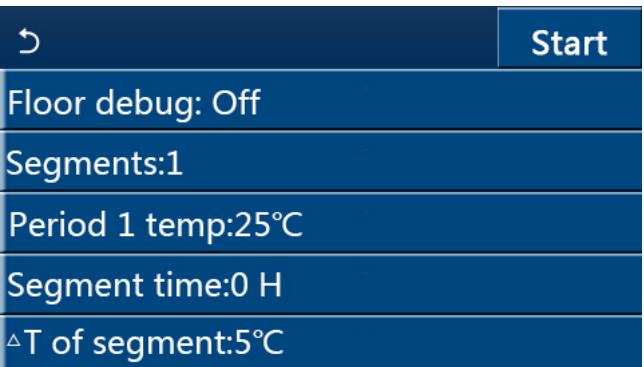 Start
Floor debug: Off
Segments:1
Period 1 temp:25℃
Segment time:0 H
△T of segment:5℃